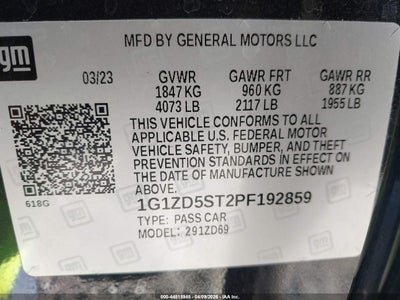 gm
MFD BY GENERAL MOTORS LLC
03/23 GVWR GAWR FRT GAWR RR
1847 KG 960 KG 887 KG
4073 LB 2117 LB 1955 LB
THIS VEHICLE CONFORMS TO ALL
APPLICABLE U.S. FEDERAL MOTOR
VEHICLE SAFETY, BUMPER, AND THEFT
PREVENTION STANDARDS IN EFFECT ON
THE DATE OF MANUFACTURE SHOWN
ABOVE.
618G 1G1ZD5ST2PF192859
TYPE: PASS CAR
MODEL: 291ZD69